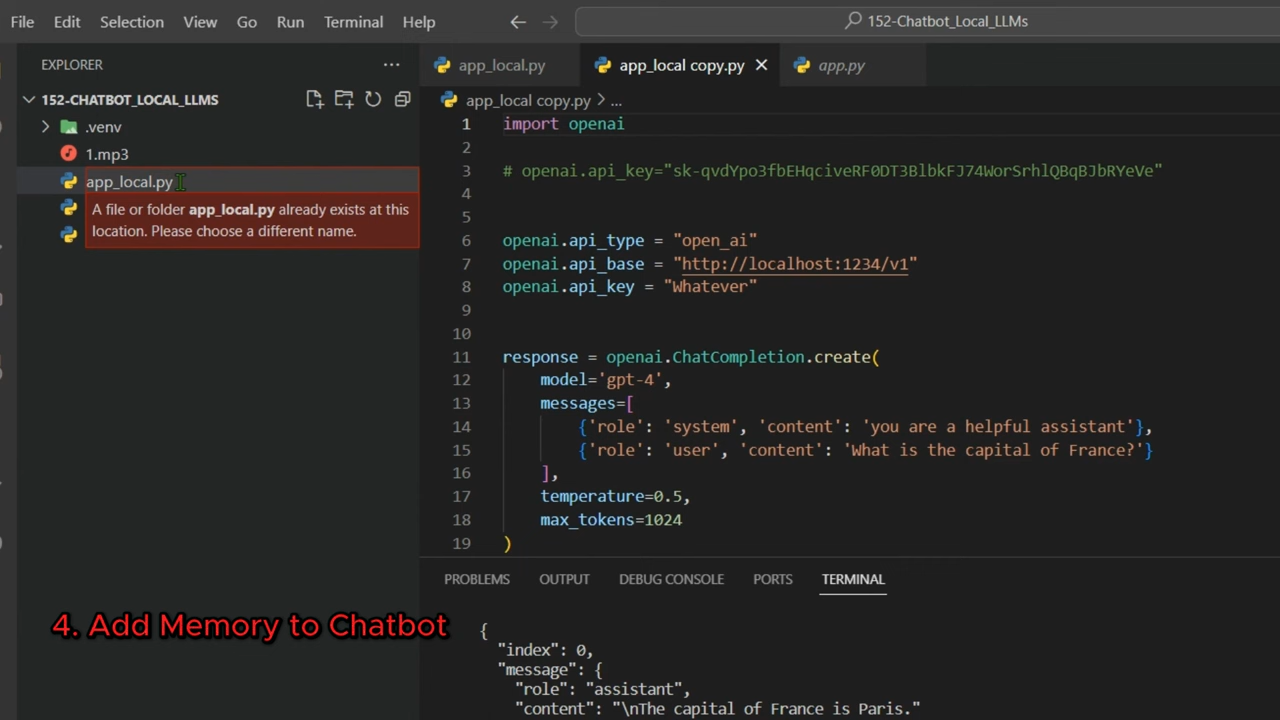 File Edit Selection View Go Run Terminal Help
152-Chatbot_Local_LLMs
EXPLORER
152-CHATBOT_LOCAL_LLMS
.venv
1.mp3
app_local.py
A file or folder app_local.py already exists at this
location. Please choose a different name.
app_local.py app_local copy.py app.py
app_local copy.py > ...
1 import openai
2
3 # openai.api_key="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"
4
5
6 openai.api_type = "open_ai"
7 openai.api_base = "http://localhost:1234/v1"
8 openai.api_key = "Whatever"
9
10
11 response = openai.ChatCompletion.create(
12 model='gpt-4',
13 messages=[
14 {'role': 'system', 'content': 'you are a helpful assistant'},
15 {'role': 'user', 'content': 'What is the capital of France?'}
16 ],
17 temperature=0.5,
18 max_tokens=1024
19 )
PROBLEMS OUTPUT DEBUG CONSOLE PORTS TERMINAL
{
"index": 0,
"message": {
"role": "assistant",
"content": "\nThe capital of France is Paris."
4. Add Memory to Chatbot